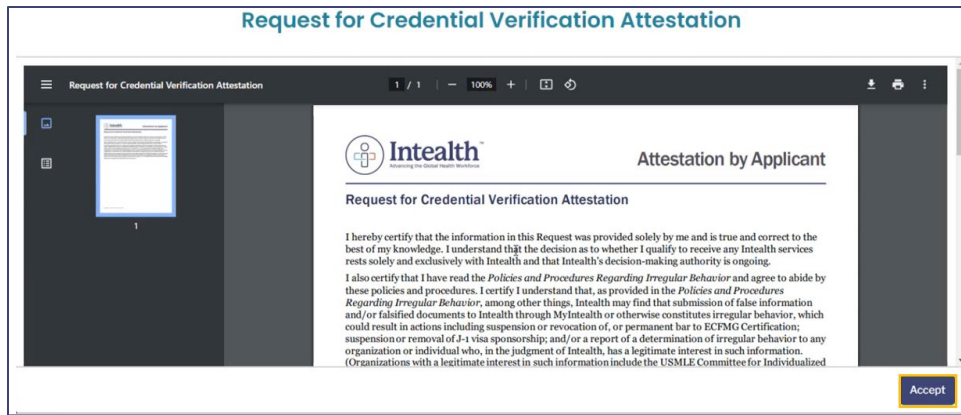 Request for Credential Verification Attestation
Request for Credential Verification Attestation
1 / 1
100%
1
Intealth
Advancing the Global Health Workforce
Attestation by Applicant
Request for Credential Verification Attestation
I hereby certify that the information in this Request was provided solely by me and is true and correct to the
best of my knowledge. I understand that the decision as to whether I qualify to receive any Intealth services
rests solely and exclusively with Intealth and that Intealth's decision-making authority is ongoing.
I also certify that I have read the Policies and Procedures Regarding Irregular Behavior and agree to abide by
these policies and procedures. I certify I understand that, as provided in the Policies and Procedures
Regarding Irregular Behavior, among other things, Intealth may find that submission of false information
and/or falsified documents to Intealth through MyIntealth or otherwise constitutes irregular behavior, which
could result in actions including suspension or revocation of, or permanent bar to ECFMG Certification;
suspension or removal of J-1 visa sponsorship; and/or a report of a determination of irregular behavior to any
organization or individual who, in the judgment of Intealth, has a legitimate interest in such information.
(Organizations with a legitimate interest in such information include the USMLE Committee for Individualized
Accept